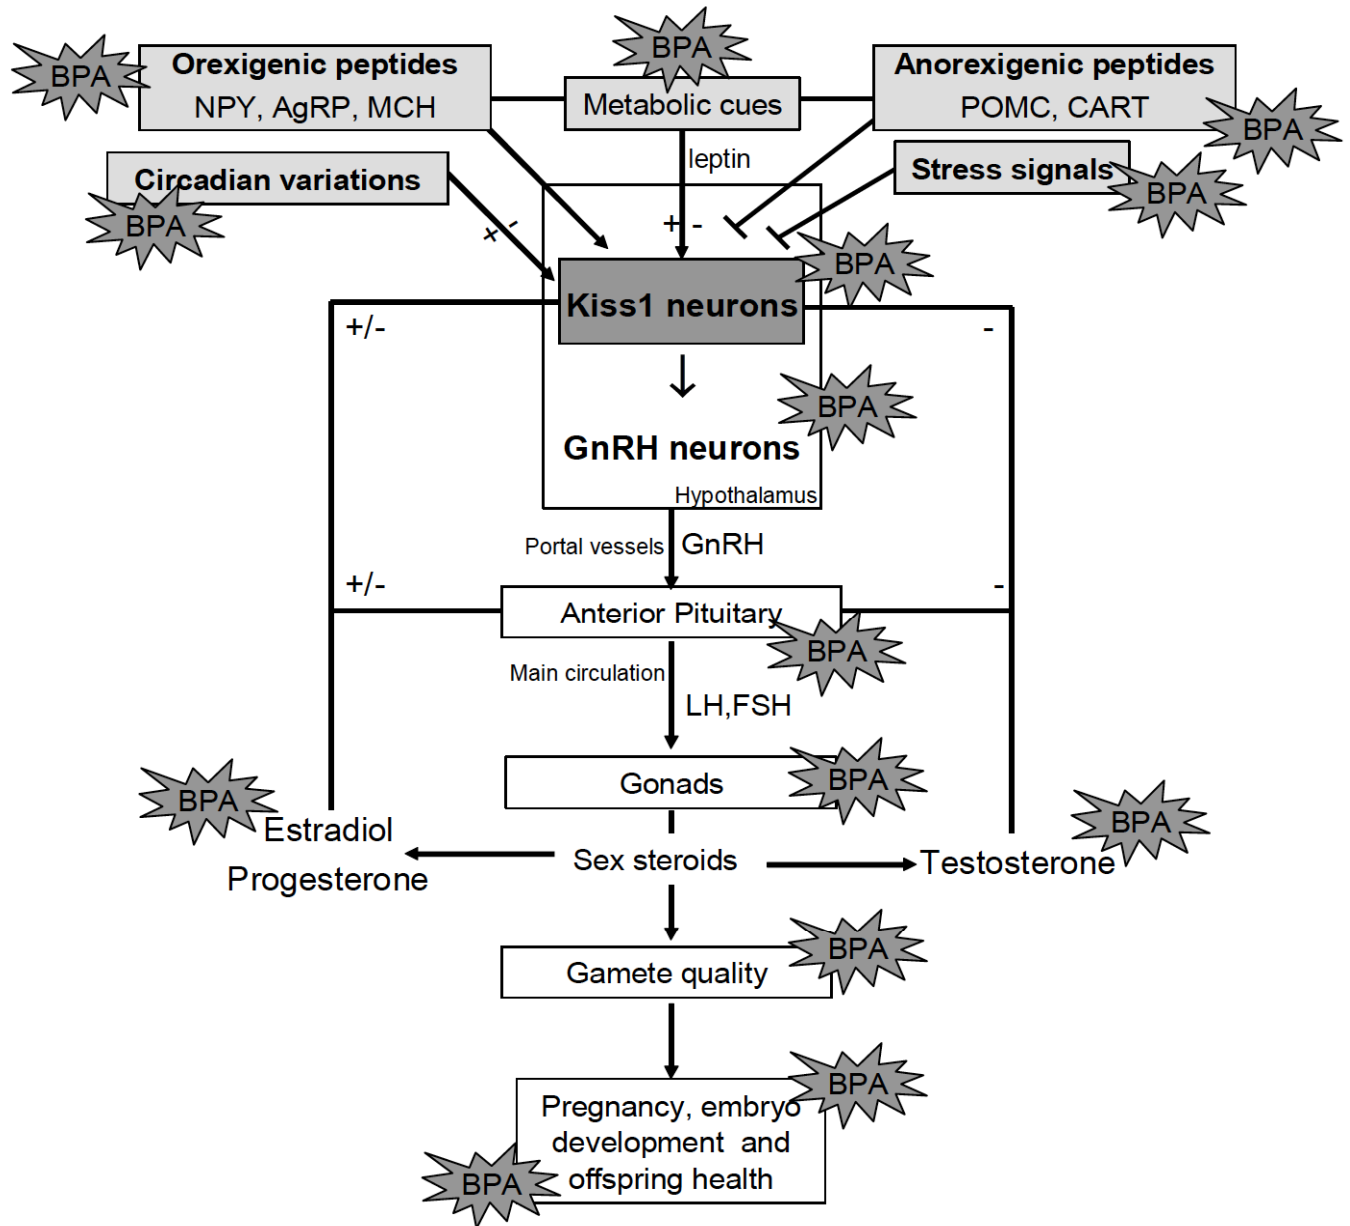 BPA
Orexigenic peptides
NPY, AgRP, MCH
BPA
Metabolic cues
Anorexigenic peptides
POMC, CART
BPA
Circadian variations
BPA
leptin
Stress signals
BPA
+ -
+ -
BPA
Kiss1 neurons
+/-
-
BPA
GnRH neurons
Hypothalamus
Portal vessels GnRH
+/-
-
Anterior Pituitary
BPA
Main circulation
LH,FSH
Gonads
BPA
BPA
Estradiol
Progesterone
Sex steroids
Testosterone
BPA
Gamete quality
BPA
Pregnancy, embryo
development and
offspring health
BPA
BPA